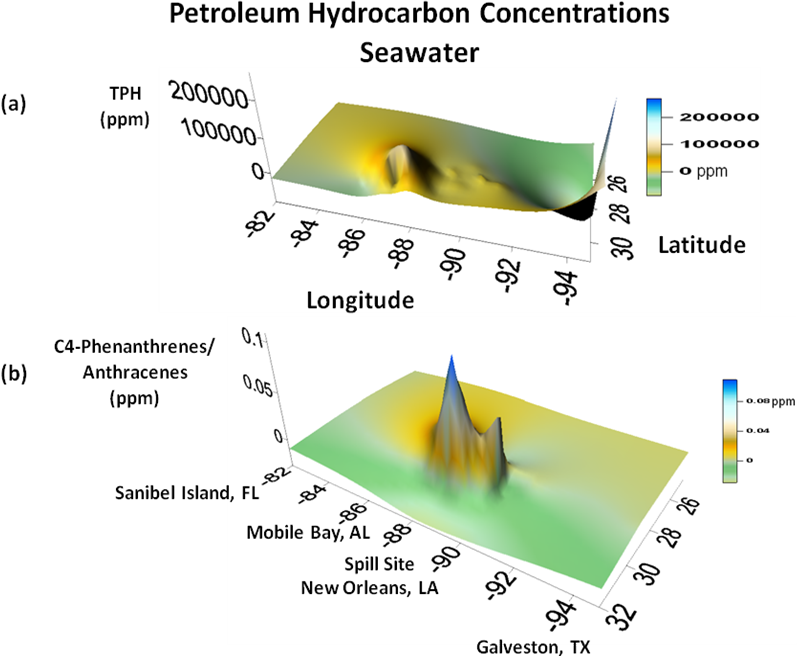 Petroleum Hydrocarbon Concentrations
Seawater
(a)
TPH
(ppm)
200000
100000
0
-82
-84
-86
-88
-90
-92
-94
Longitude
26
28
30
Latitude
200000
100000
0 ppm
(b)
C4-Phenanthrenes/
Anthracenes
(ppm)
0.1
0.05
0
-82
-84
-86
-88
-90
-92
-94
Sanibel Island, FL
Mobile Bay, AL
Spill Site
New Orleans, LA
Galveston, TX
26
28
30
32
0.08 ppm
0.04
0